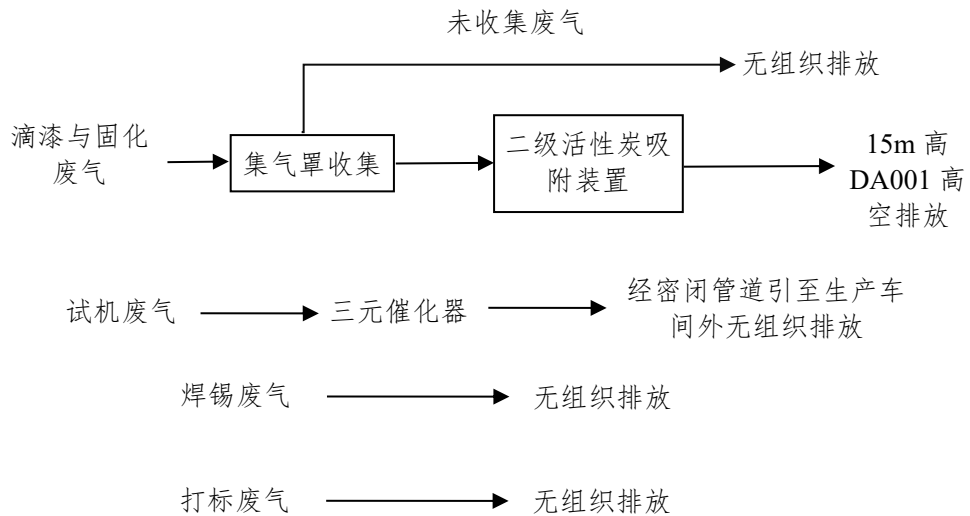 未收集废气
无组织排放
滴漆与固化
废气
集气罩收集
二级活性炭吸
附装置
15m 高
DA001 高
空排放
试机废气
三元催化器
经密闭管道引至生产车
间外无组织排放
焊锡废气
无组织排放
打标废气
无组织排放